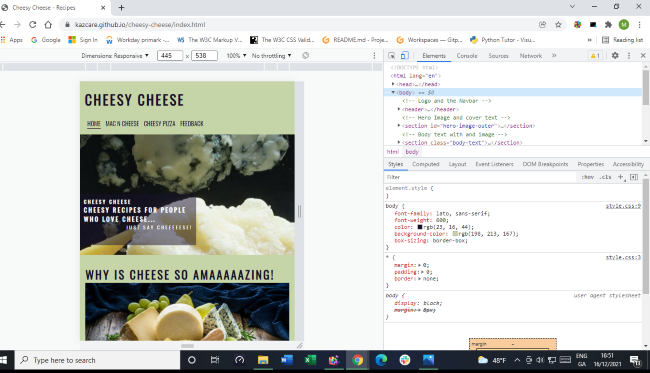 Cheesy Cheese - Recipes
kazcare.github.io/cheesy-cheese/index.html
Apps Google Sign In Workday primark -... The W3C Markup V... The W3C CSS Valid... README.md - Proje... Workspaces — Gitp... Python Tutor - Visu... » Reading list
Dimensions: Responsive 445 x 538 100% No throttling
Elements Console Sources Network » 1
<!DOCTYPE html>
<html lang="en">
<head>…</head>
<body> == $0
<!-- Logo and the Navbar -->
<header>…</header>
<!-- Hero image and cover text -->
<section id="hero-image-outer">…</section>
<!-- Body text with and image -->
<section class="body-text">…</section>
html body
Styles Computed Layout Event Listeners DOM Breakpoints Properties Accessibility
Filter :hov .cls +
element.style {
}
body { style.css:9
font-family: lato, sans-serif;
font-weight: 600;
color: rgb(23, 16, 44);
background-color: rgb(198, 213, 167);
box-sizing: border-box;
}
* { style.css:3
margin: 0;
padding: 0;
border: none;
}
body { user agent stylesheet
display: block;
margin: 8px;
}
margin -
CHEESY CHEESE
HOME MAC N CHEESE CHEESY PIZZA FEEDBACK
CHEESY CHEESE
CHEESY RECIPES FOR PEOPLE
WHO LOVE CHEESE...
JUST SAY CHEEEEESE!
WHY IS CHEESE SO AMAAAAAZING!
Type here to search
48°F ENG
GA
16:51
16/12/2021